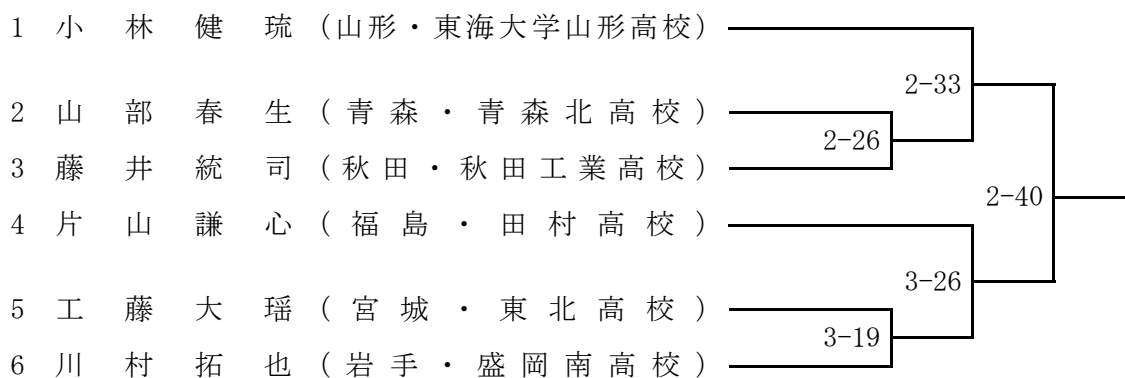 1 小林健琉 (山形・東海大学山形高校)
2-33
2 山部春生 (青森・青森北高校)
2-26
3 藤井統司 (秋田・秋田工業高校)
2-40
4 片山謙心 (福島・田村高校)
3-26
5 工藤大瑶 (宮城・東北高校)
3-19
6 川村拓也 (岩手・盛岡南高校)